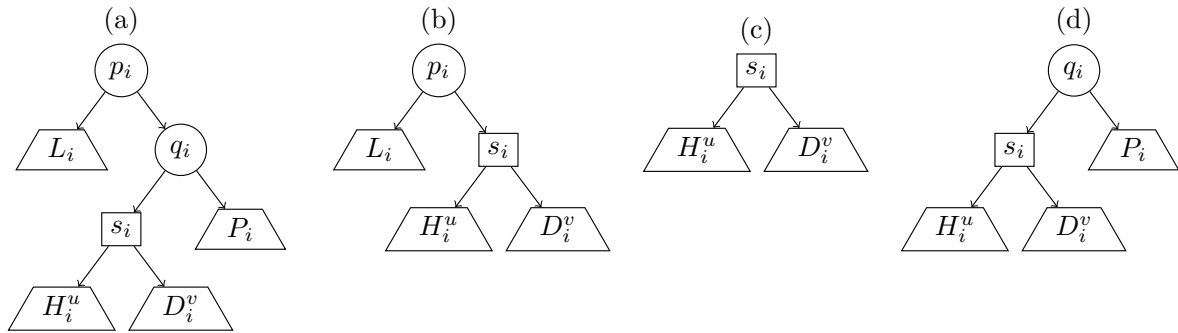 (a) (b) (c) (d)
p_i p_i s_i q_i
L_i q_i L_i s_i H_i^u D_i^v s_i P_i
s_i P_i H_i^u D_i^v H_i^u D_i^v
H_i^u D_i^v